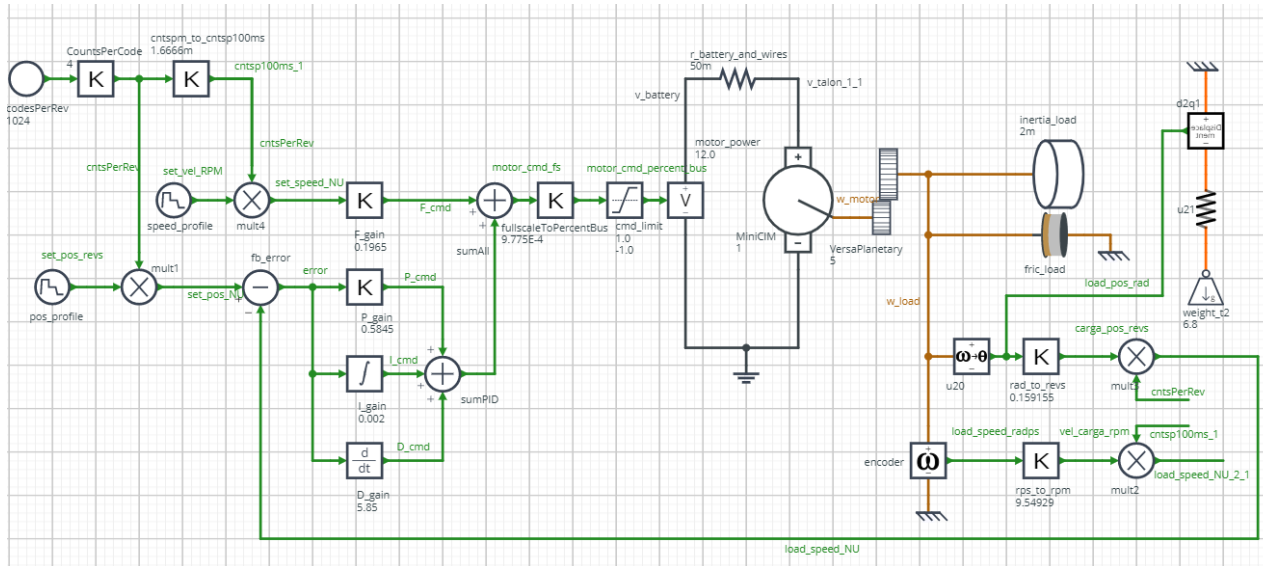 CountsPerCode
4
K
cntspm_to_cntsp100ms
1.6666m
K
cntsp100ms_1
codesPerRev
1024
cntsPerRev
cntsPerRev
set_vel_RPM
speed_profile
mult4
set_speed_NU
K
F_gain
0.1965
F_cmd
set_pos_revs
pos_profile
mult1
set_pos_N
fb_error
error
K
P_gain
0.5845
P_cmd
∫
I_gain
0.002
I_cmd
d
dt
D_gain
5.85
D_cmd
sumPID
sumAll
motor_cmd_fs
K
fullscaleToPercentBus
9.775E-4
motor_cmd_percent_bus
cmd_limit
1.0
-1.0
r_battery_and_wires
50m
v_battery
v_talon_1_1
motor_power
12.0
V
MiniCIM
1
w_motor
VersaPlanetary
5
inertia_load
2m
fric_load
w_load
d2q1
Displace
ment
u21
weight_t2
6.8
g
load_pos_rad
ω→θ
u20
K
rad_to_revs
0.159155
carga_pos_revs
mult3
cntsPerRev
encoder
ω
load_speed_radps
K
rps_to_rpm
9.54929
vel_carga_rpm
cntsp100ms_1
mult2
load_speed_NU_2_1
load_speed_NU